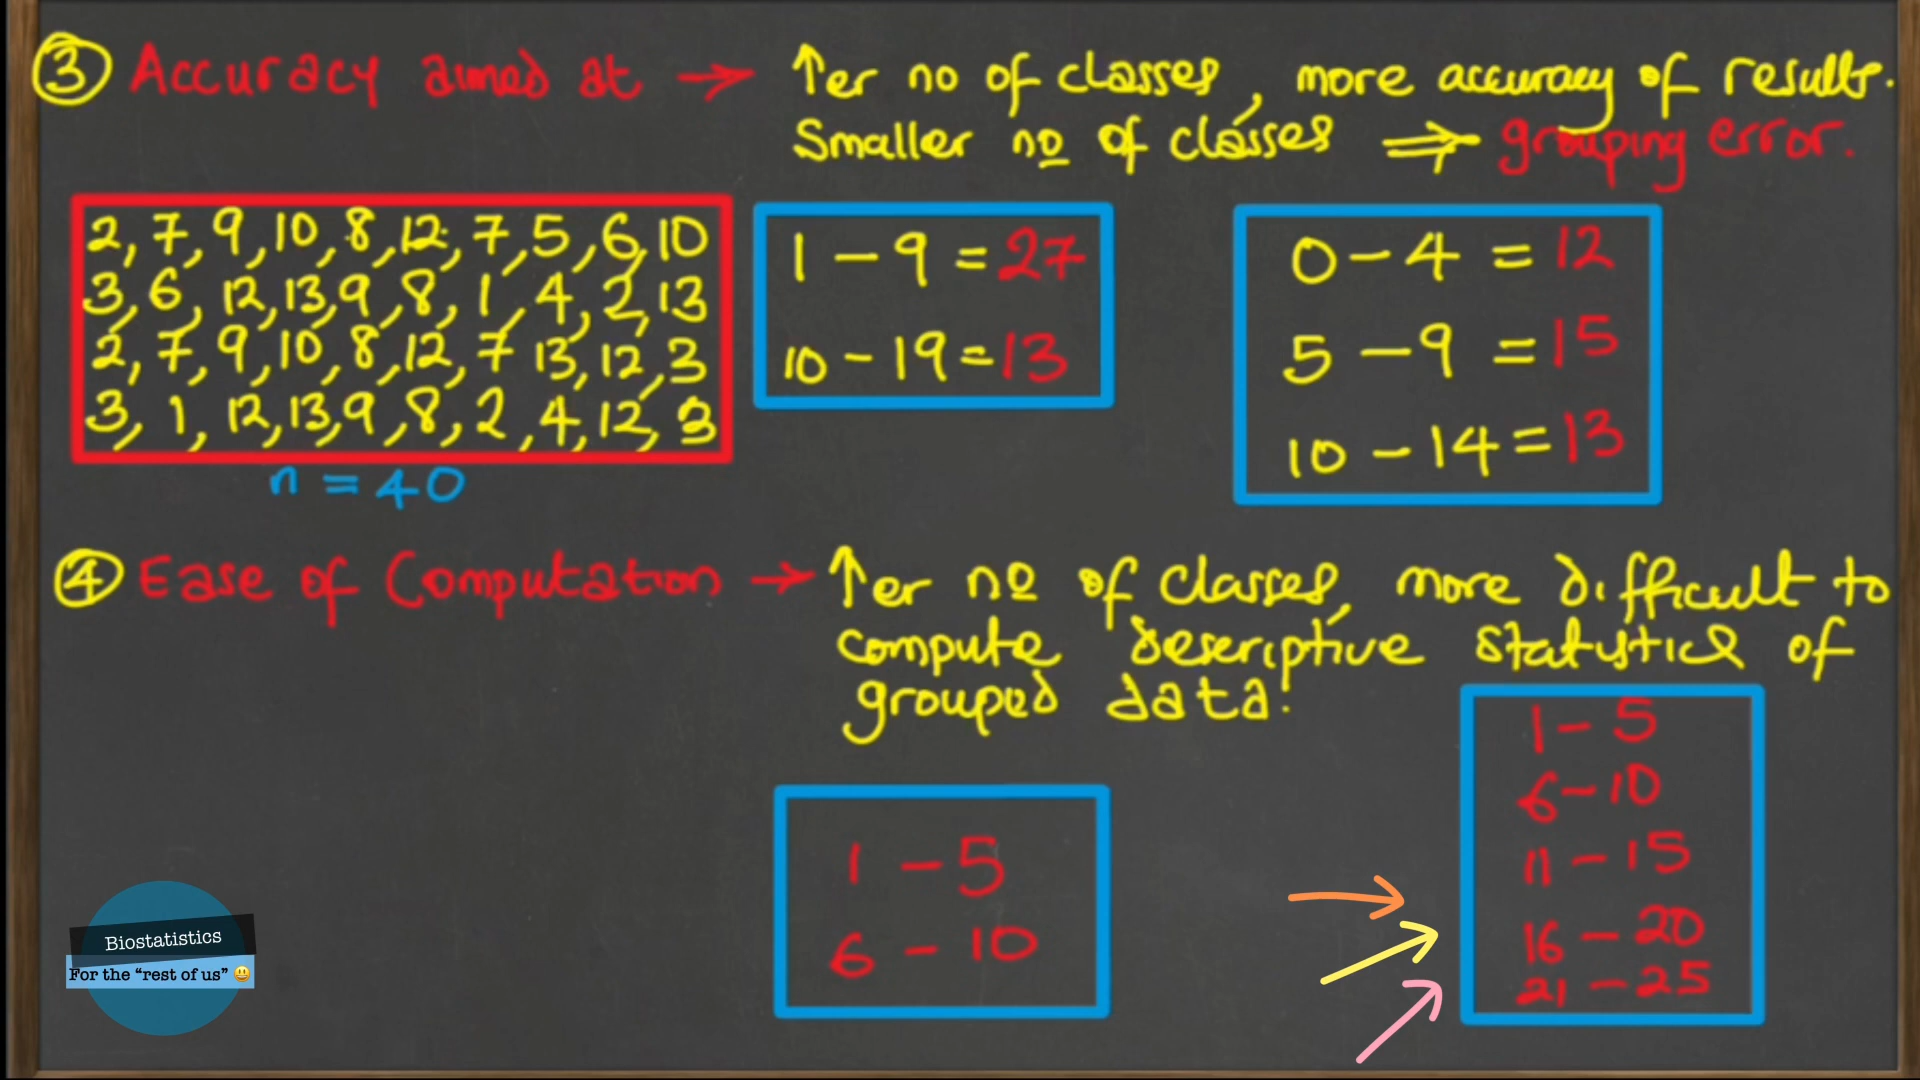 3 Accuracy aimed at → ↑er no of classes, more accuracy of results.
Smaller no of classes ⇒ grouping error.
2, 7, 9, 10, 8, 12, 7, 5, 6, 10
3, 6, 12, 13, 9, 8, 1, 4, 2, 13
2, 7, 9, 10, 8, 12, 7 13, 12, 3
3, 1, 12, 13, 9, 8, 2, 4, 12, 3
n = 40
1 - 9 = 27
10 - 19 = 13
0 - 4 = 12
5 - 9 = 15
10 - 14 = 13
4 Ease of Computation → ↑er no of classes, more difficult to
compute descriptive statistics of
grouped data.
1 - 5
6 - 10
1 - 5
6 - 10
11 - 15
16 - 20
21 - 25
Biostatistics
For the “rest of us” 😃